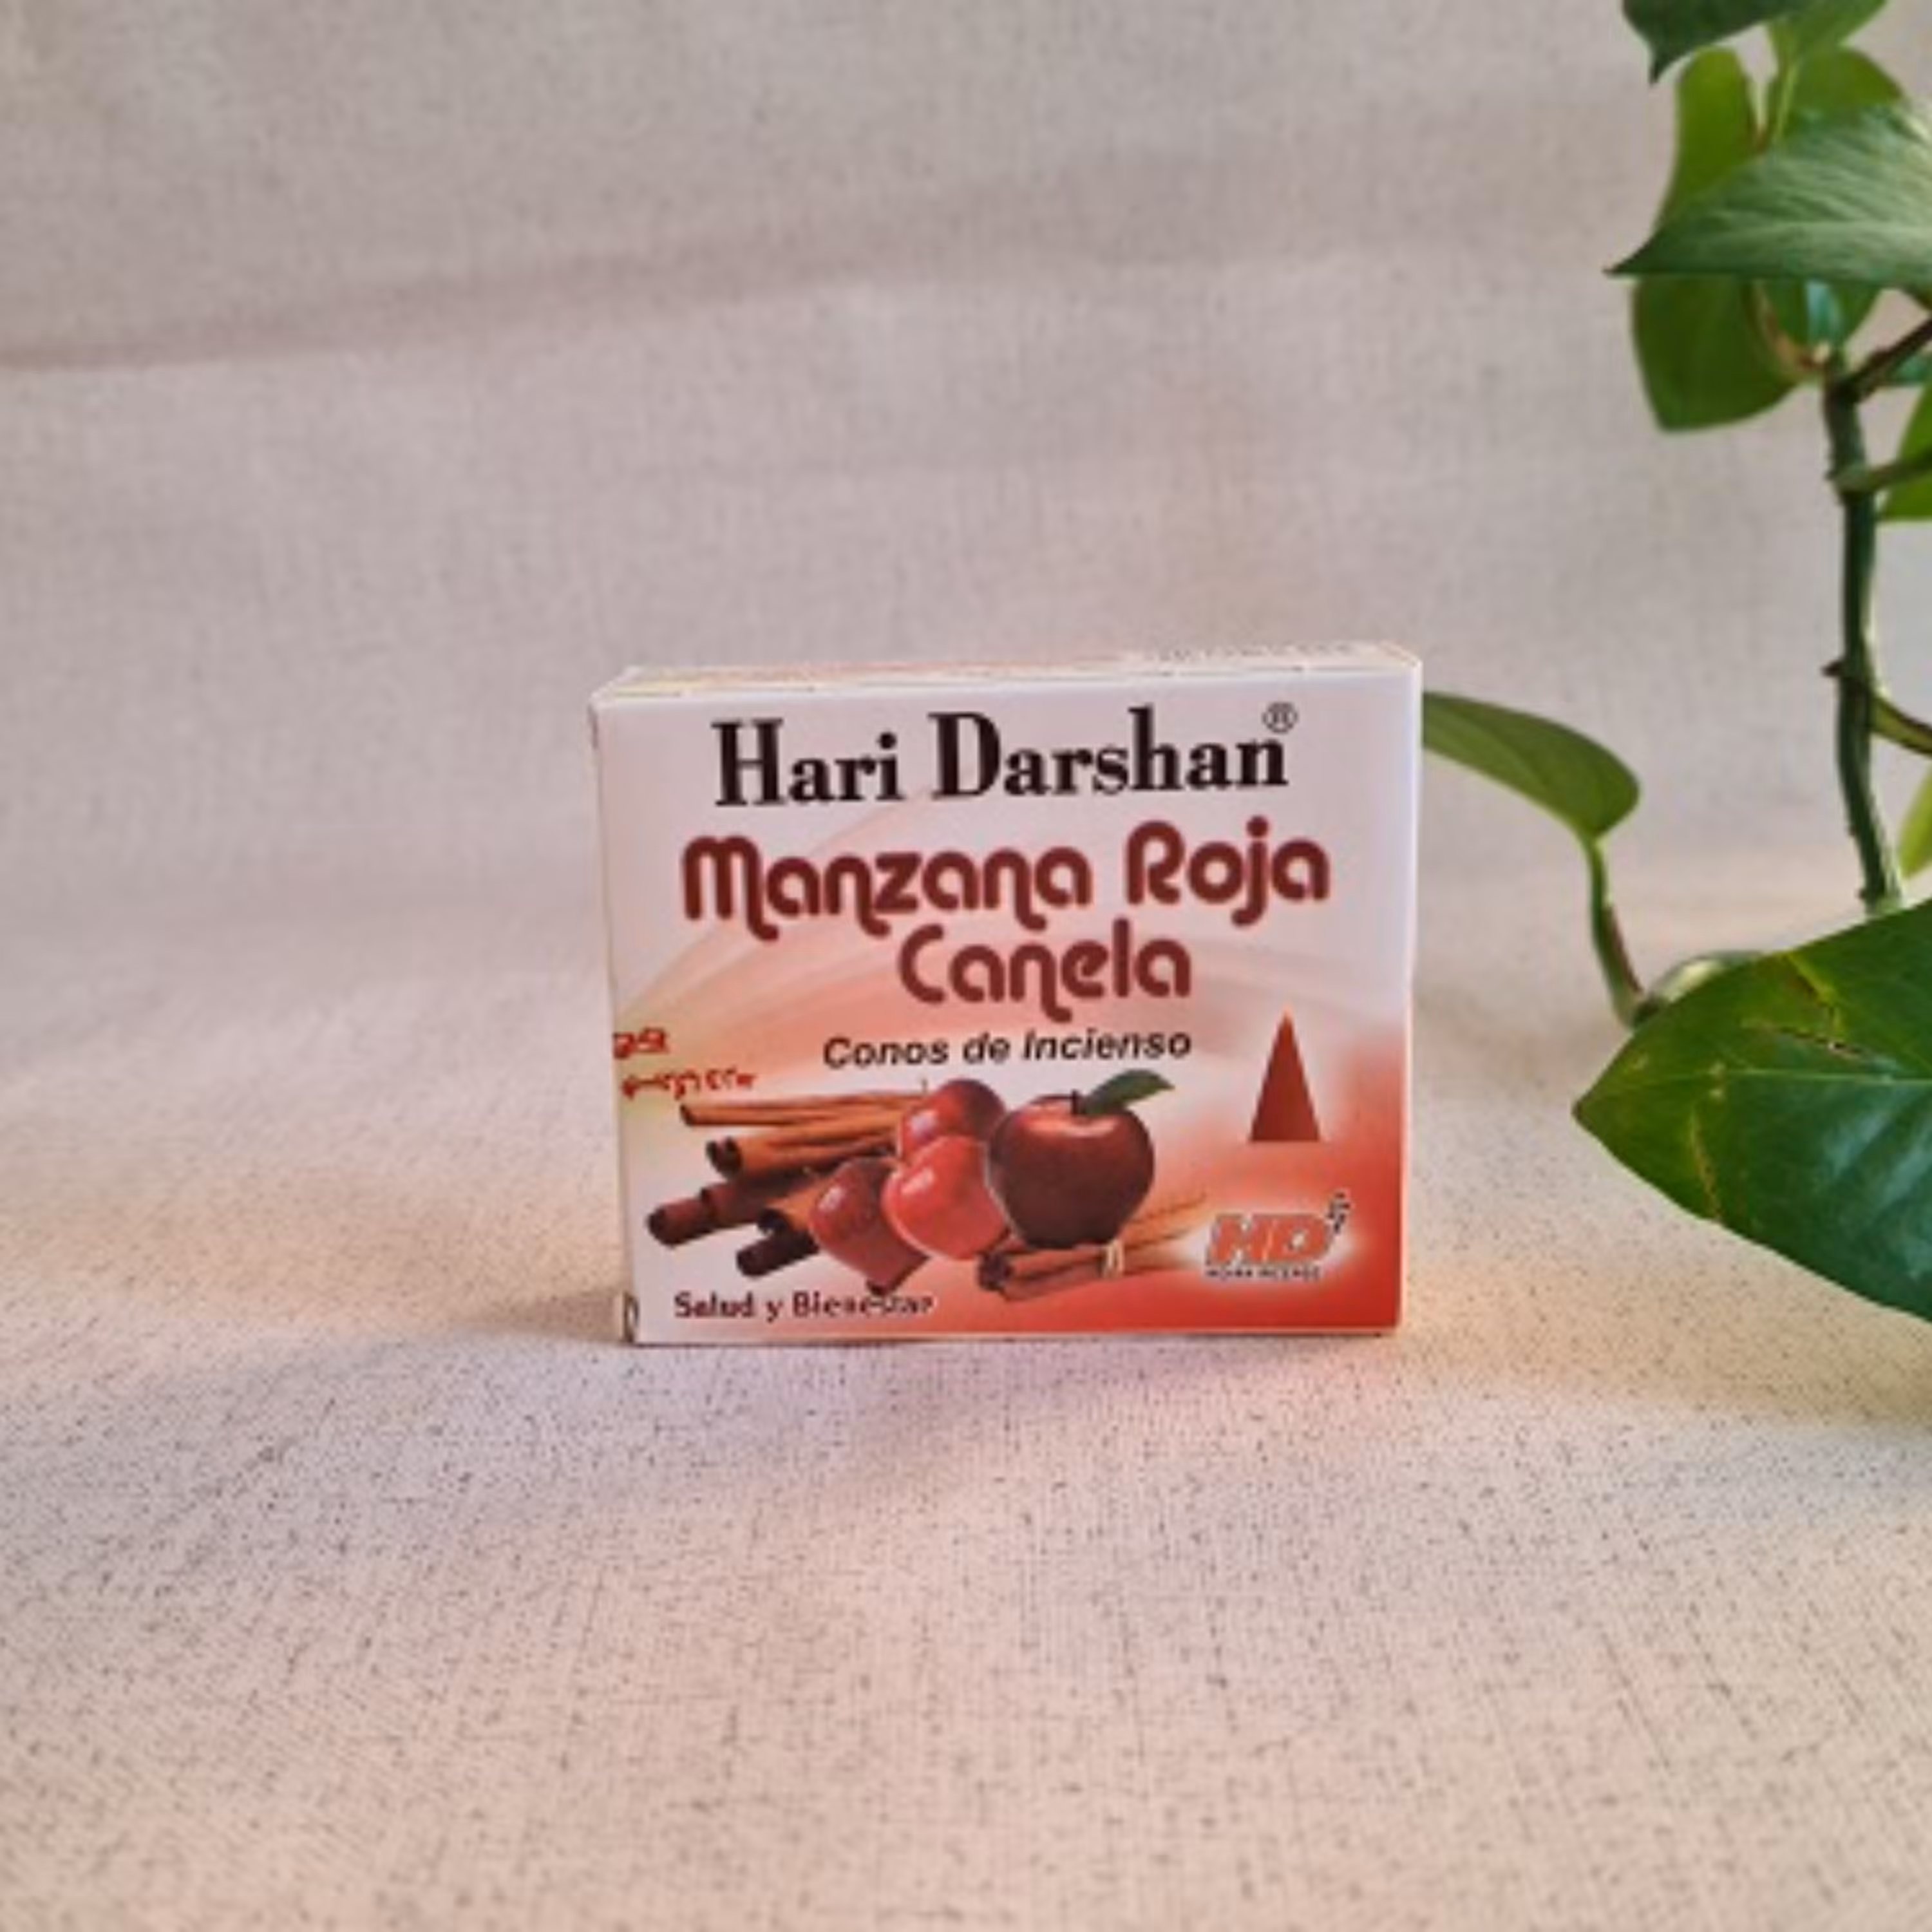 Hari Darshan®
Manzana Roja
Canela
Conos de Incienso
HD
Salud y Bienestar